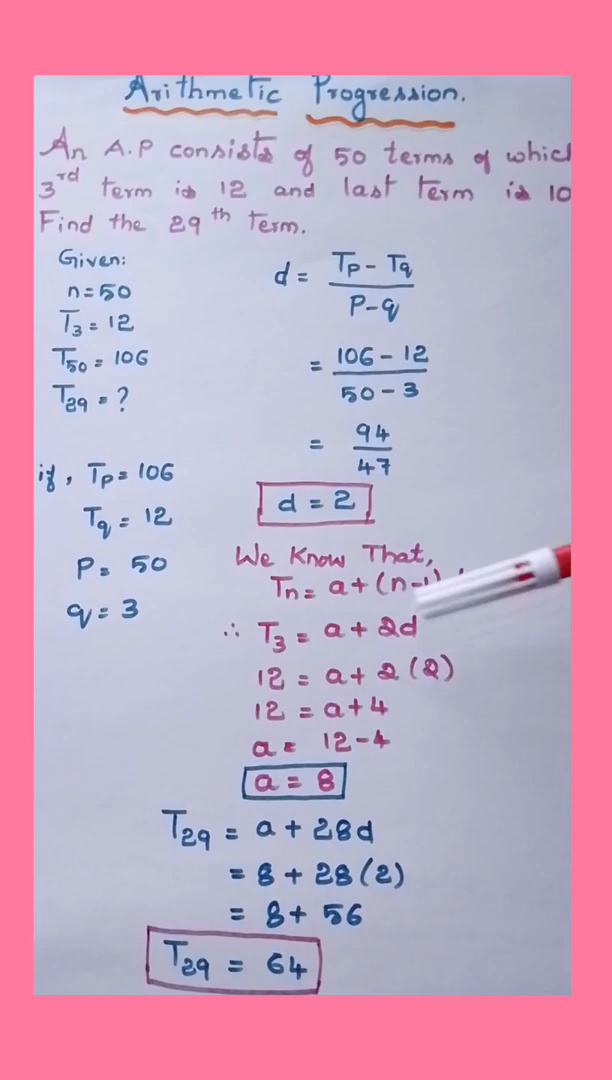 Arithmetic Progression.
An A.P consists of 50 terms of which
3rd term is 12 and last term is 10
Find the 29th Term.
Given:
n=50
T3 = 12
T50 = 106
T29 = ?
if, Tp = 106
Tq = 12
P = 50
q = 3
d = Tp - Tq / P-q
= 106 - 12 / 50 - 3
= 94 / 47
d = 2
We Know That,
Tn = a + (n-1)
∴ T3 = a + 2d
12 = a + 2 (2)
12 = a + 4
a = 12-4
a = 8
T29 = a + 28d
= 8 + 28 (2)
= 8 + 56
T29 = 64